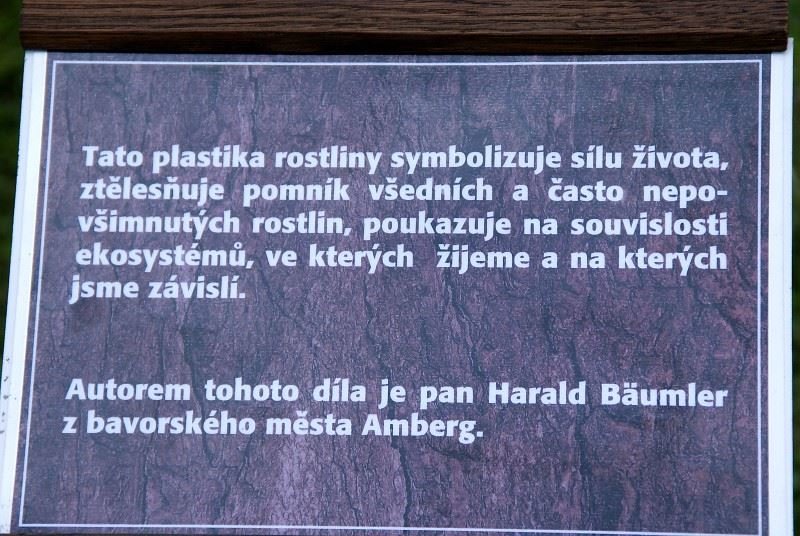 Tato plastika rostliny symbolizuje sílu života,
ztělesňuje pomník všedních a často nepo-
všimnutých rostlin, poukazuje na souvislosti
ekosystémů, ve kterých žijeme a na kterých
jsme závislí.
Autorem tohoto díla je pan Harald Bäumler
z bavorského města Amberg.